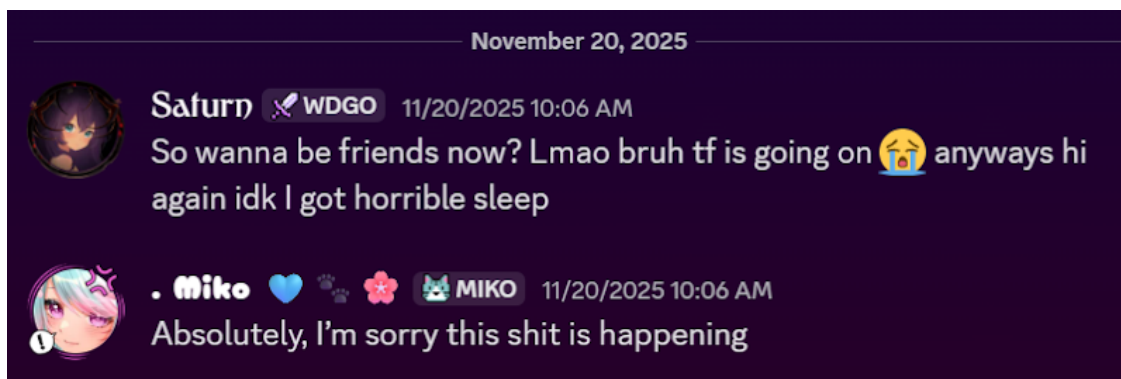 November 20, 2025
Saturn WDGO 11/20/2025 10:06 AM
So wanna be friends now? Lmao bruh tf is going on 😭 anyways hi
again idk I got horrible sleep
. Miko 🩵 🐾 🌸 MIKO 11/20/2025 10:06 AM
Absolutely, I’m sorry this shit is happening